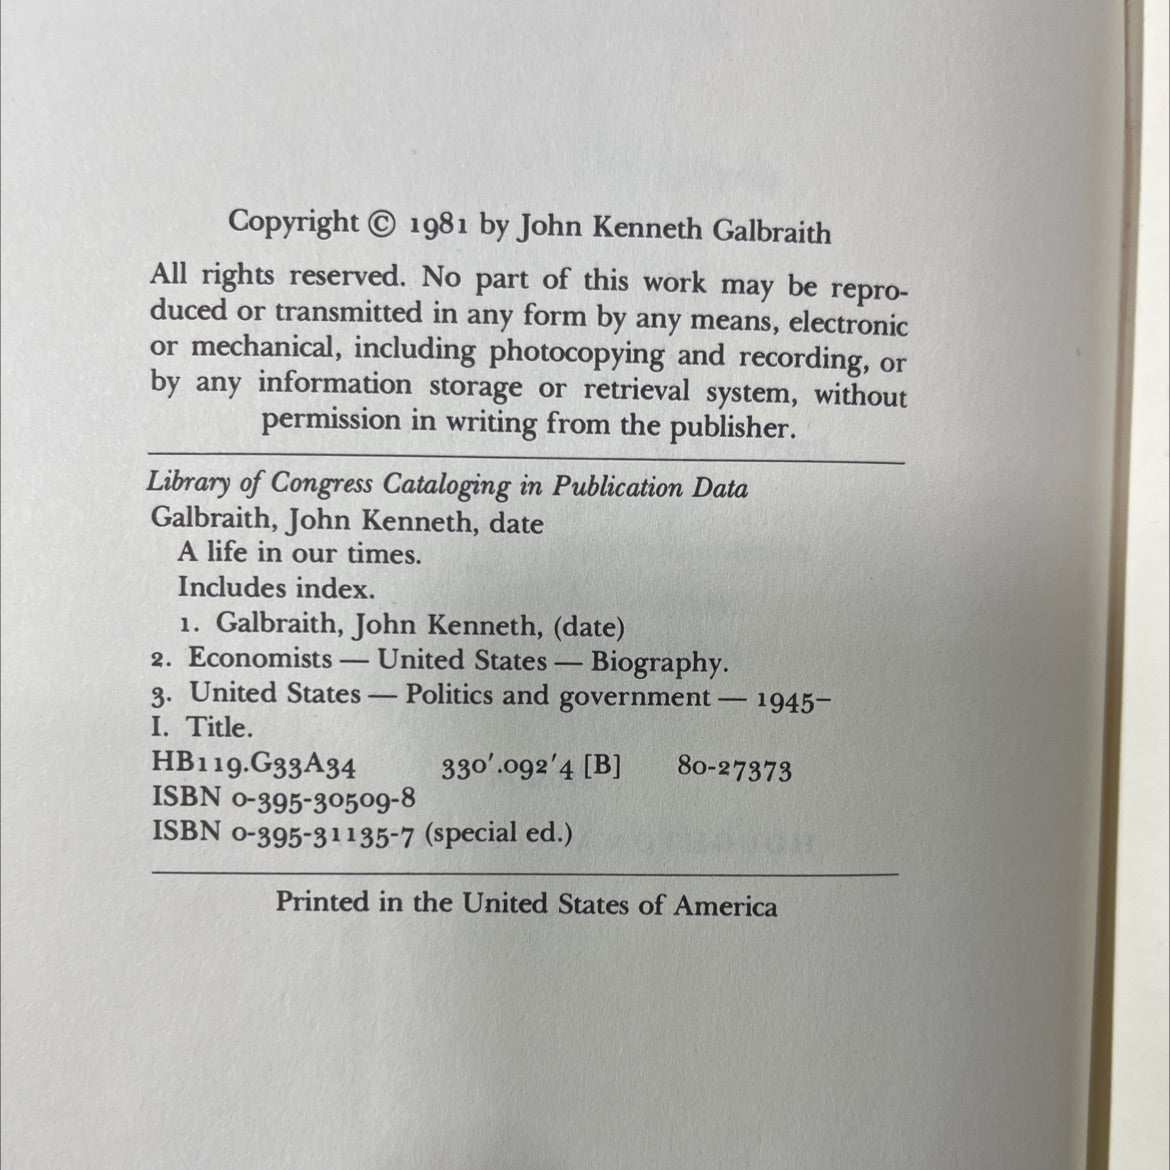 Copyright © 1981 by John Kenneth Galbraith
All rights reserved. No part of this work may be repro-
duced or transmitted in any form by any means, electronic
or mechanical, including photocopying and recording, or
by any information storage or retrieval system, without
permission in writing from the publisher.
Library of Congress Cataloging in Publication Data
Galbraith, John Kenneth, date
A life in our times.
Includes index.
1. Galbraith, John Kenneth, (date)
2. Economists — United States — Biography.
3. United States — Politics and government — 1945–
I. Title.
HB119.G33A34 330′.092′4 [B] 80-27373
ISBN 0-395-30509-8
ISBN 0-395-31135-7 (special ed.)
Printed in the United States of America